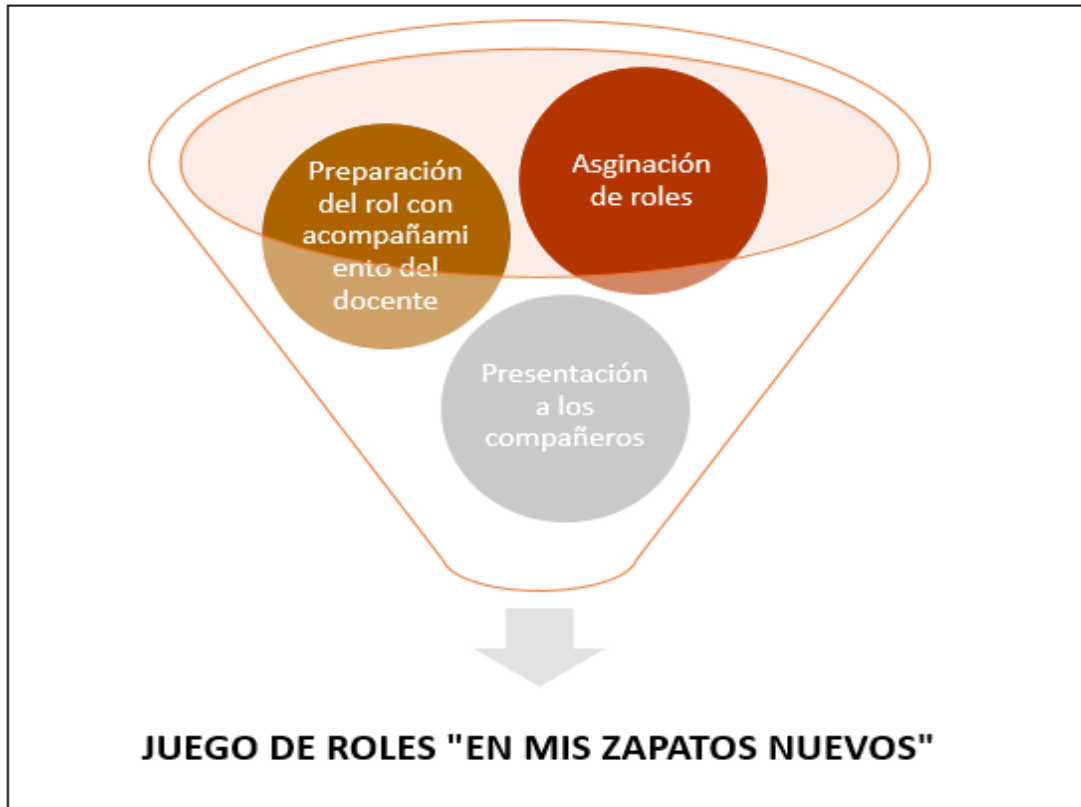 Preparación
del rol con
acompañami
ento del
docente
Asginación
de roles
Presentación
a los
compañeros
JUEGO DE ROLES "EN MIS ZAPATOS NUEVOS"